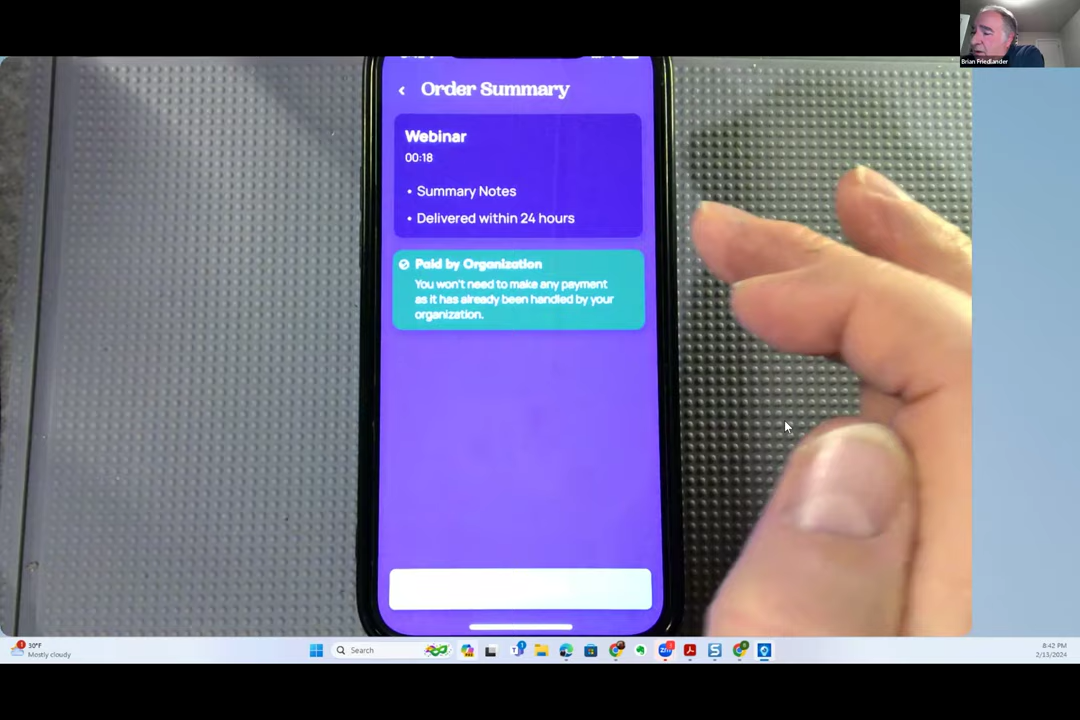 Brian Friedlander
Order Summary
Webinar
00:18
• Summary Notes
• Delivered within 24 hours
Paid by Organization
You won't need to make any payment
as it has already been handled by your
organization.
30°F
Mostly cloudy
Search
8:42 PM
2/13/2024